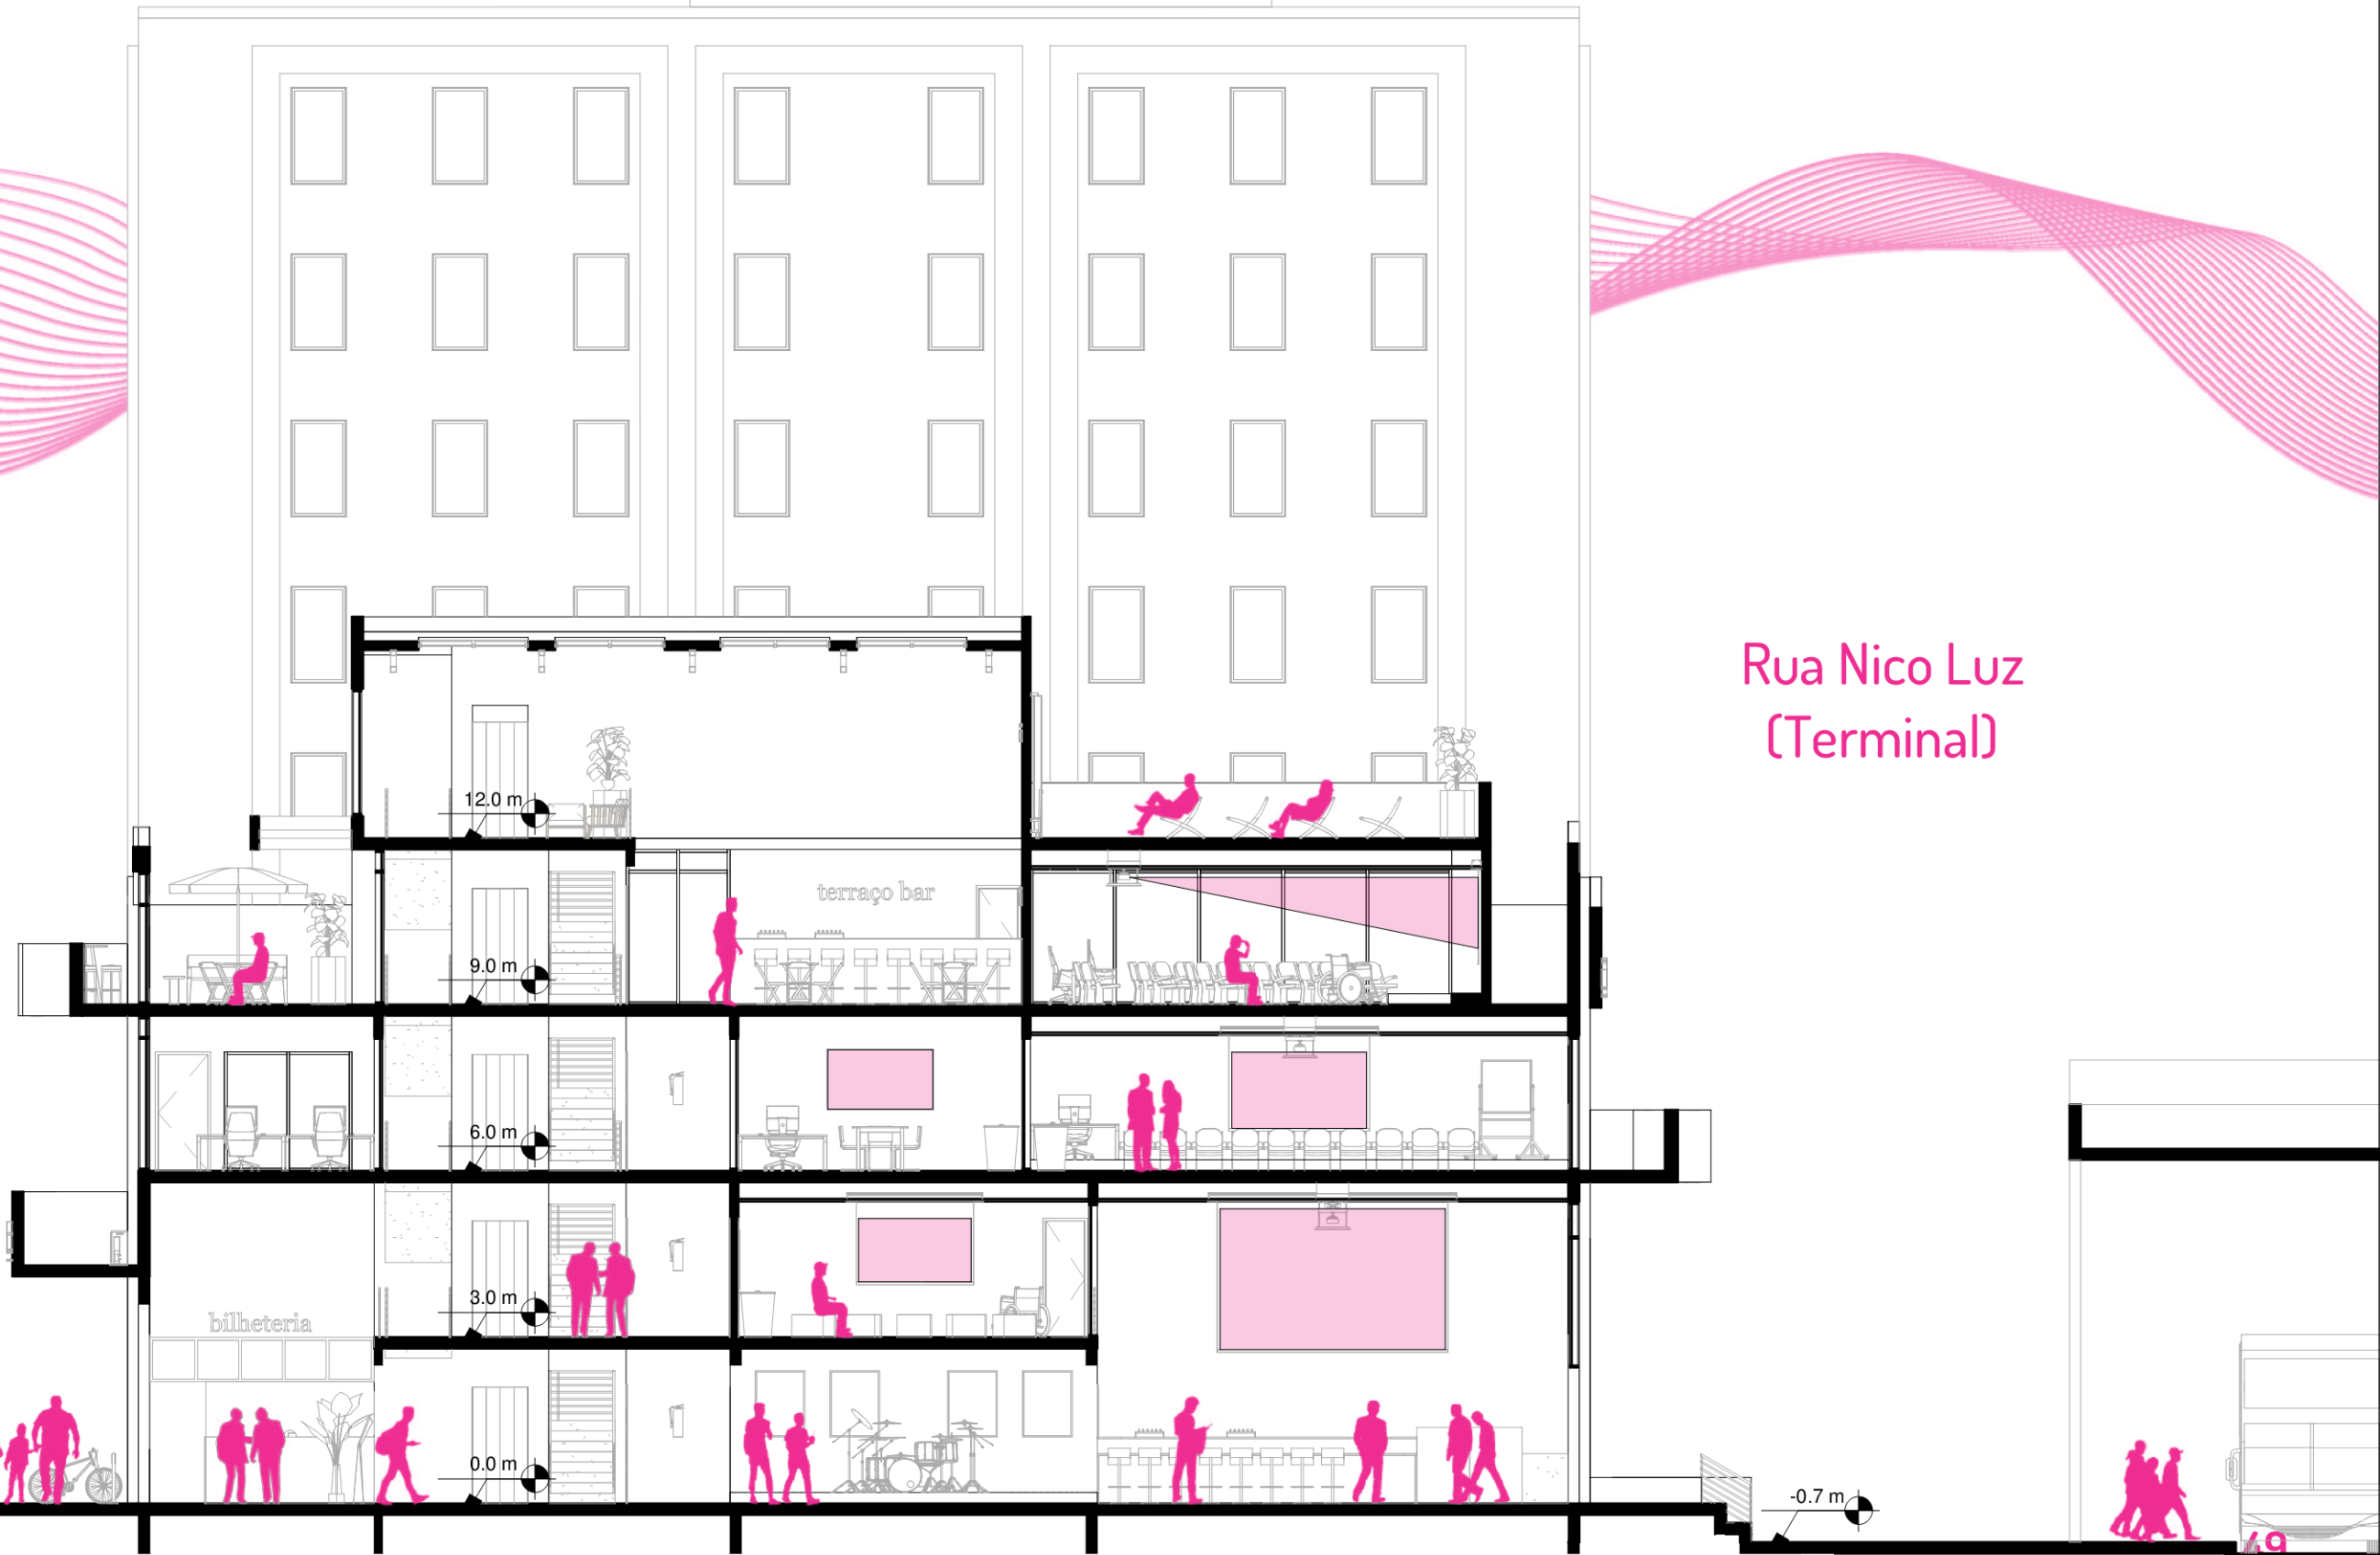 Rua Nico Luz
(Terminal)
12.0 m
terraço bar
9.0 m
6.0 m
3.0 m
bilheteria
0.0 m
-0.7 m
49